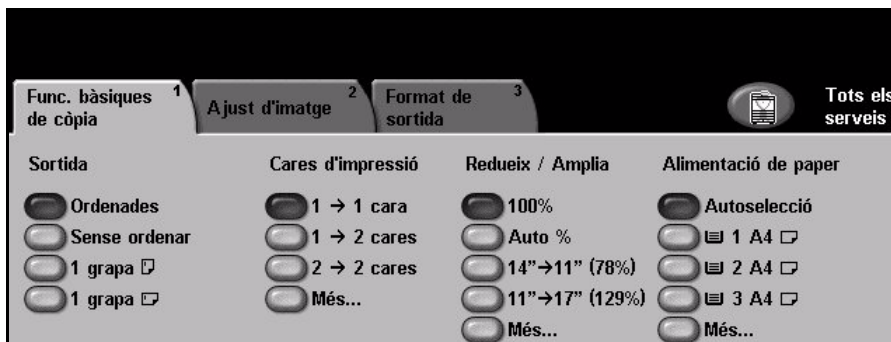 Func. bàsiques 1
de còpia
Ajust d'imatge 2
Format de 3
sortida
Tots els
serveis
Sortida
Ordenades
Sense ordenar
1 grapa
1 grapa
Cares d'impressió
1 → 1 cara
1 → 2 cares
2 → 2 cares
Més...
Redueix / Amplia
100%
Auto %
14”→11” (78%)
11”→17” (129%)
Més...
Alimentació de paper
Autoselecció
1 A4
2 A4
3 A4
Més...